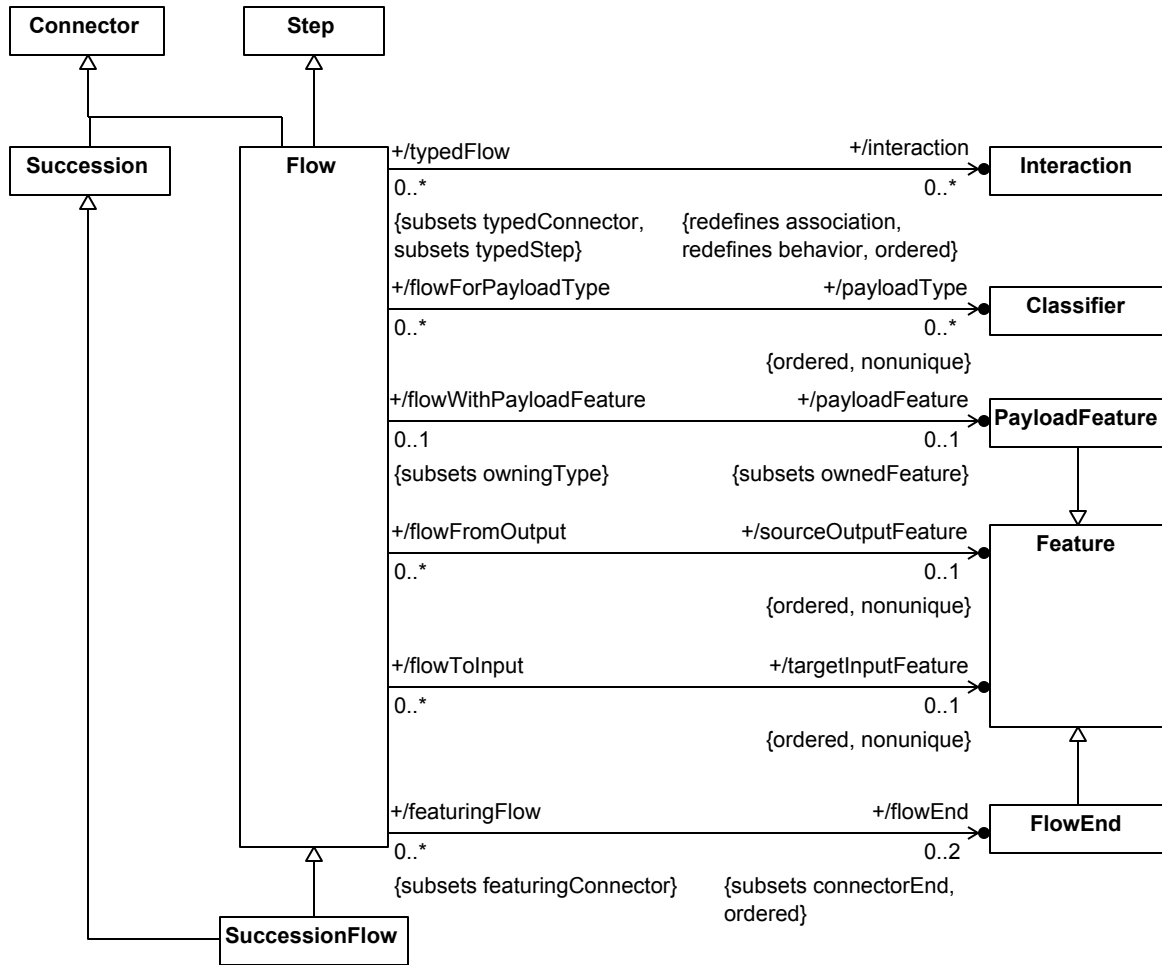 Connector
Step
Succession
Flow
+/typedFlow
+/interaction
Interaction
0..*
0..*
{subsets typedConnector,
subsets typedStep}
{redefines association,
redefines behavior, ordered}
+/flowForPayloadType
+/payloadType
Classifier
0..*
0..*
{ordered, nonunique}
+/flowWithPayloadFeature
+/payloadFeature
PayloadFeature
0..1
0..1
{subsets owningType}
{subsets ownedFeature}
+/flowFromOutput
+/sourceOutputFeature
Feature
0..*
0..1
{ordered, nonunique}
+/flowToInput
+/targetInputFeature
0..*
0..1
{ordered, nonunique}
+/featuringFlow
+/flowEnd
FlowEnd
0..*
0..2
{subsets featuringConnector}
{subsets connectorEnd,
ordered}
SuccessionFlow